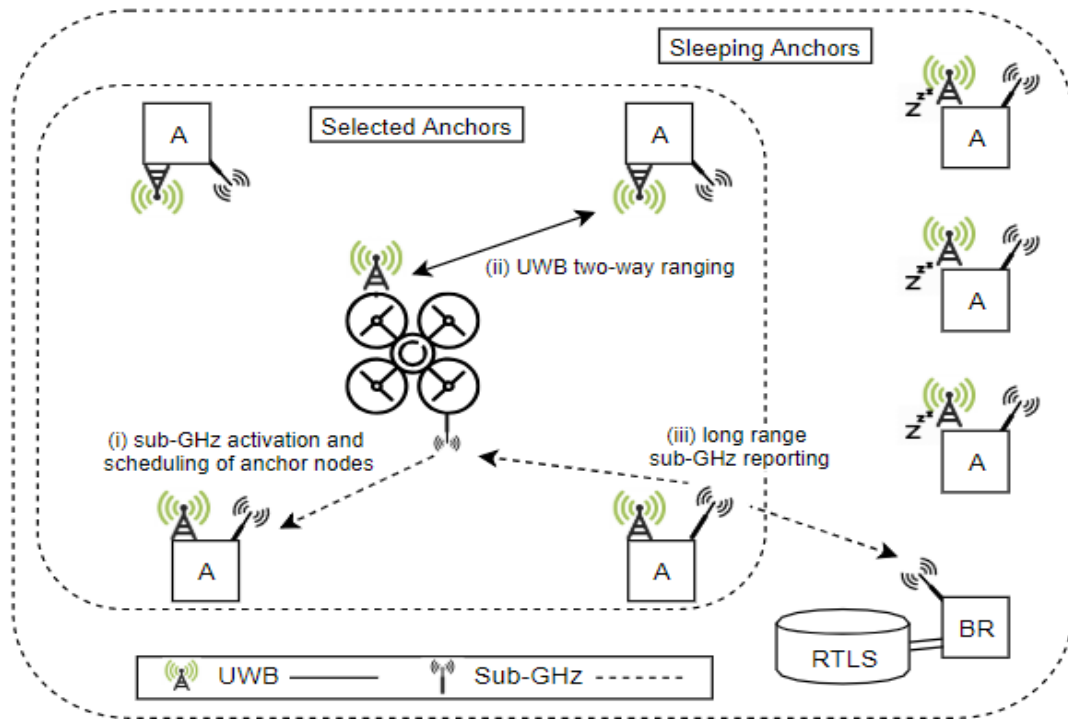 Sleeping Anchors
Selected Anchors
A
A
z z z z
A
(ii) UWB two-way ranging
z z z z
A
(i) sub-GHz activation and
scheduling of anchor nodes
(iii) long range
sub-GHz reporting
z z z z
A
A
A
BR
RTLS
UWB
Sub-GHz